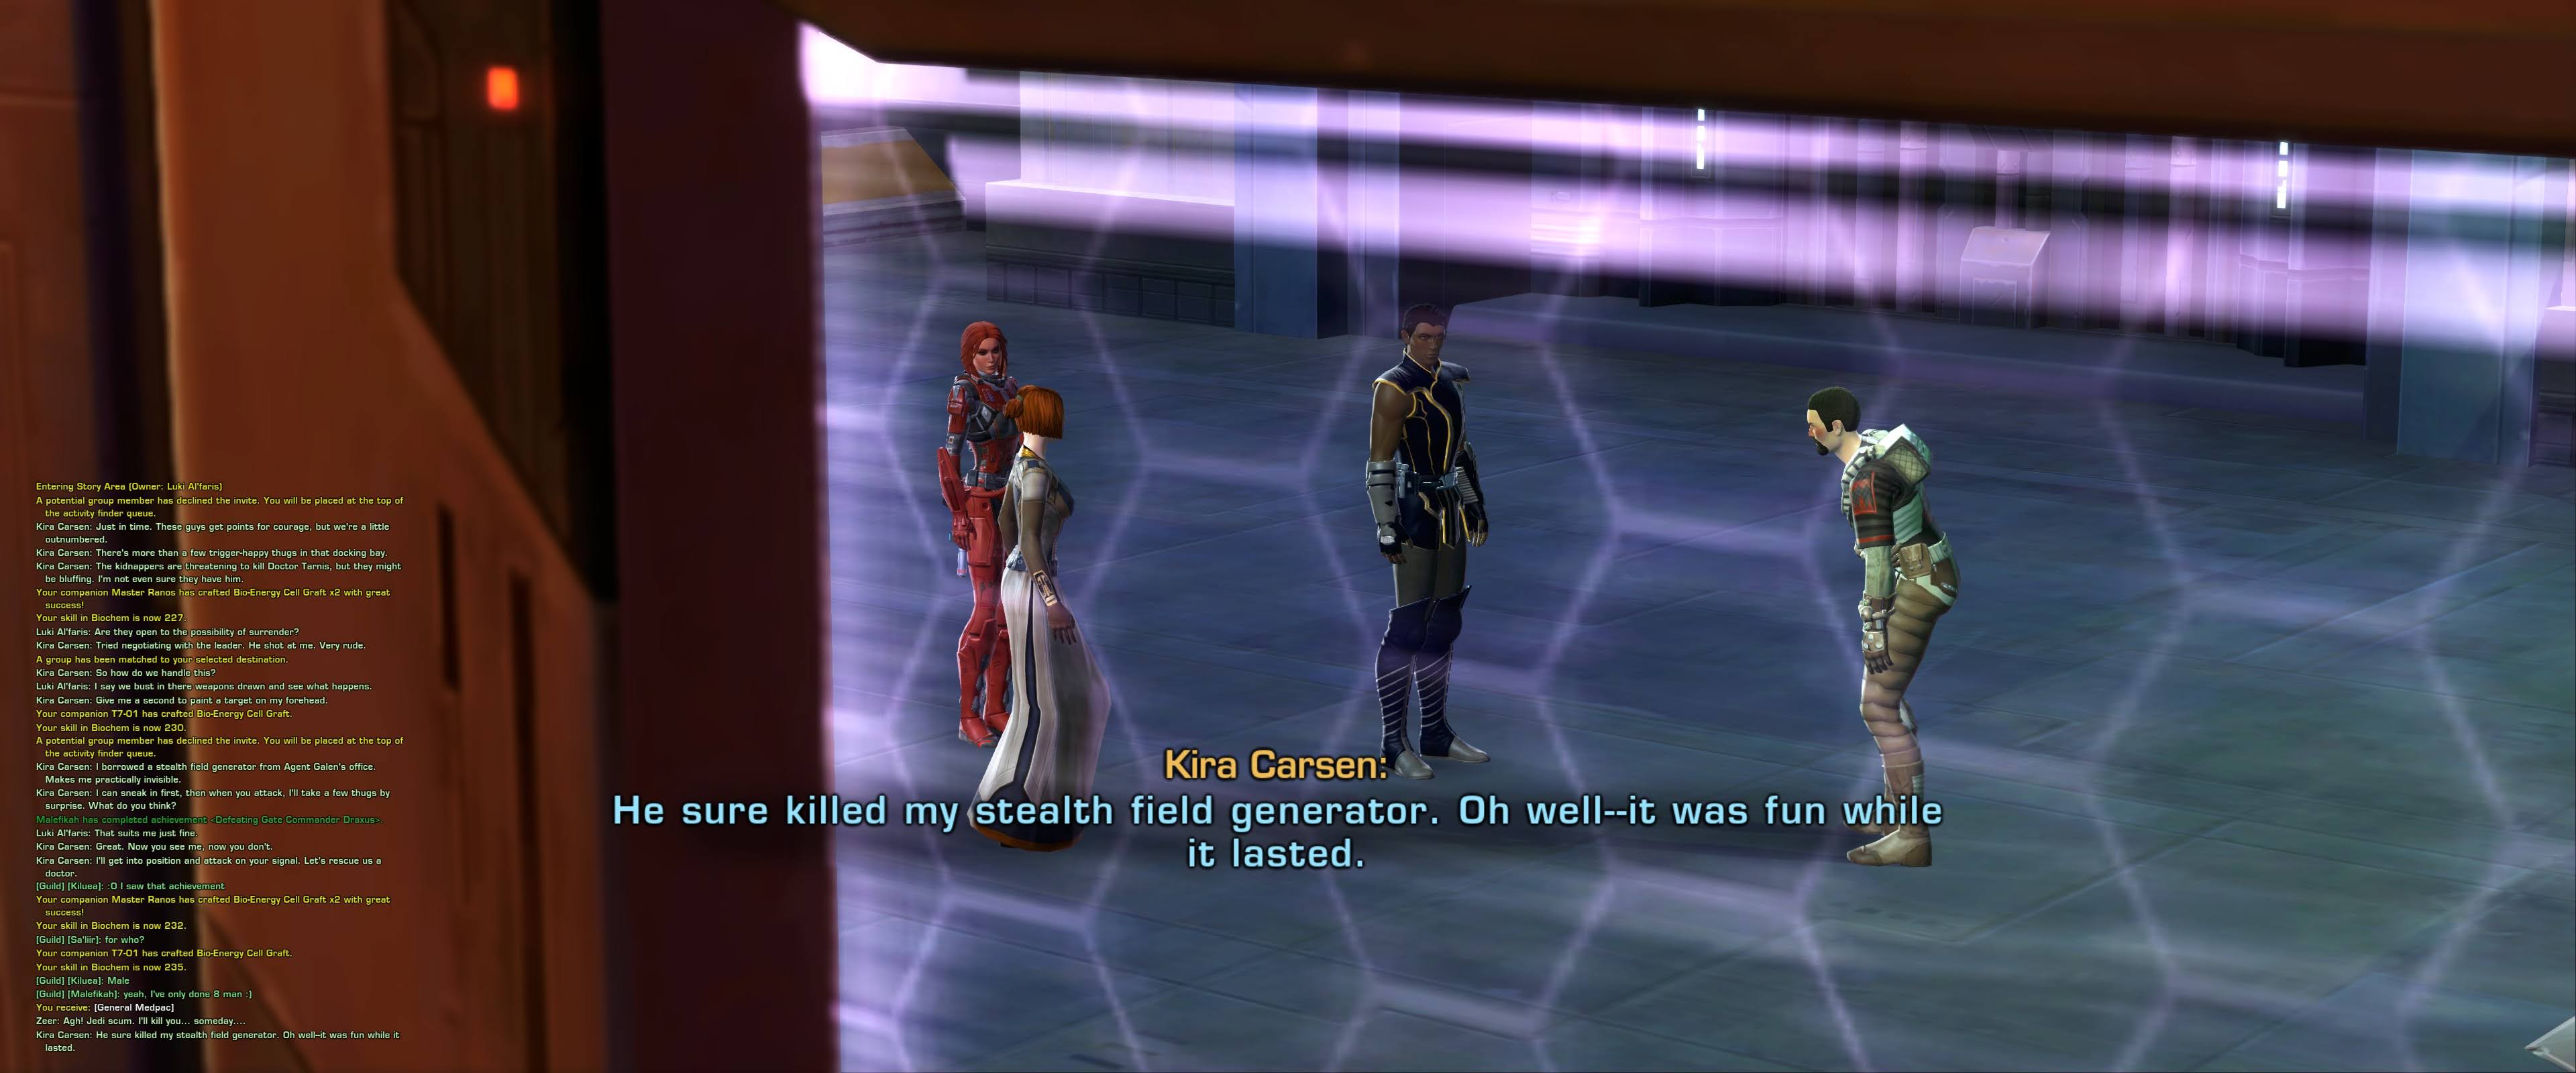 Entering Story Area (Owner: Luki Al'faris)
A potential group member has declined the invite. You will be placed at the top of
the activity finder queue.
Kira Carsen: Just in time. These guys get points for courage, but we're a little
outnumbered.
Kira Carsen: There's more than a few trigger-happy thugs in that docking bay.
Kira Carsen: The kidnappers are threatening to kill Doctor Tarnis, but they might
be bluffing. I'm not even sure they have him.
Your companion Master Ranos has crafted Bio-Energy Cell Graft x2 with great
success!
Your skill in Biochem is now 227.
Luki Al'faris: Are they open to the possibility of surrender?
Kira Carsen: Tried negotiating with the leader. He shot at me. Very rude.
A group has been matched to your selected destination.
Kira Carsen: So how do we handle this?
Luki Al'faris: I say we bust in there weapons drawn and see what happens.
Kira Carsen: Give me a second to paint a target on my forehead.
Your companion T7-01 has crafted Bio-Energy Cell Graft.
Your skill in Biochem is now 230.
A potential group member has declined the invite. You will be placed at the top of
the activity finder queue.
Kira Carsen: I borrowed a stealth field generator from Agent Galen's office.
Makes me practically invisible.
Kira Carsen: I can sneak in first, then when you attack, I'll take a few thugs by
surprise. What do you think?
Malefikah has completed achievement <Defeating Gate Commander Draxus>.
Luki Al'faris: That suits me just fine.
Kira Carsen: Great. Now you see me, now you don't.
Kira Carsen: I'll get into position and attack on your signal. Let's rescue us a
doctor.
[Guild] [Kiluea]: :O I saw that achievement
Your companion Master Ranos has crafted Bio-Energy Cell Graft x2 with great
success!
Your skill in Biochem is now 232.
[Guild] [Sa'liir]: for who?
Your companion T7-01 has crafted Bio-Energy Cell Graft.
Your skill in Biochem is now 235.
[Guild] [Kiluea]: Male
[Guild] [Malefikah]: yeah, I've only done 8 man :)
You receive: [General Medpac]
Zeer: Agh! Jedi scum. I'll kill you... someday....
Kira Carsen: He sure killed my stealth field generator. Oh well--it was fun while it
lasted.
Kira Carsen:
He sure killed my stealth field generator. Oh well--it was fun while
it lasted.